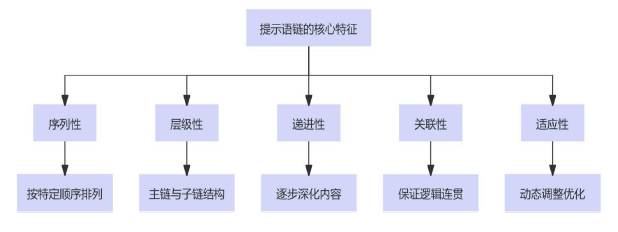 提示语链的核心特征
序列性
层级性
递进性
关联性
适应性
按特定顺序排列
主链与子链结构
逐步深化内容
保证逻辑连贯
动态调整优化